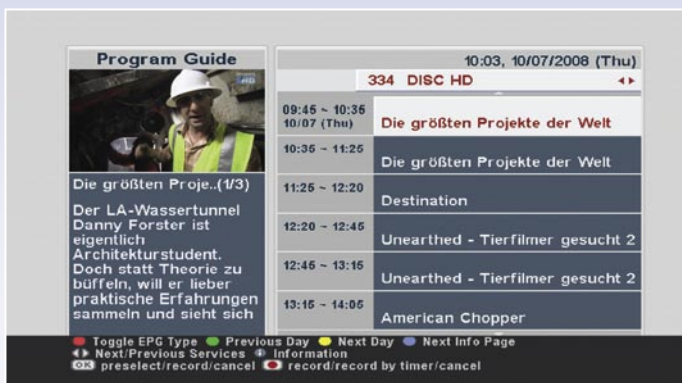 Program Guide
10:03, 10/07/2008 (Thu)
334 DISC HD
HD
Die größten Proje..(1/3)
Der LA-Wassertunnel
Danny Forster ist
eigentlich
Architekturstudent.
Doch statt Theorie zu
büffeln, will er lieber
praktische Erfahrungen
sammeln und sieht sich
09:45 ~ 10:35
10/07 (Thu)
Die größten Projekte der Welt
10:35 ~ 11:25
Die größten Projekte der Welt
11:25 ~ 12:20
Destination
12:20 ~ 12:45
Unearthed - Tierfilmer gesucht 2
12:45 ~ 13:15
Unearthed - Tierfilmer gesucht 2
13:15 ~ 14:05
American Chopper
Toggle EPG Type Previous Day Next Day Next Info Page
Next/Previous Services Information
OK preselect/record/cancel record/record by timer/cancel